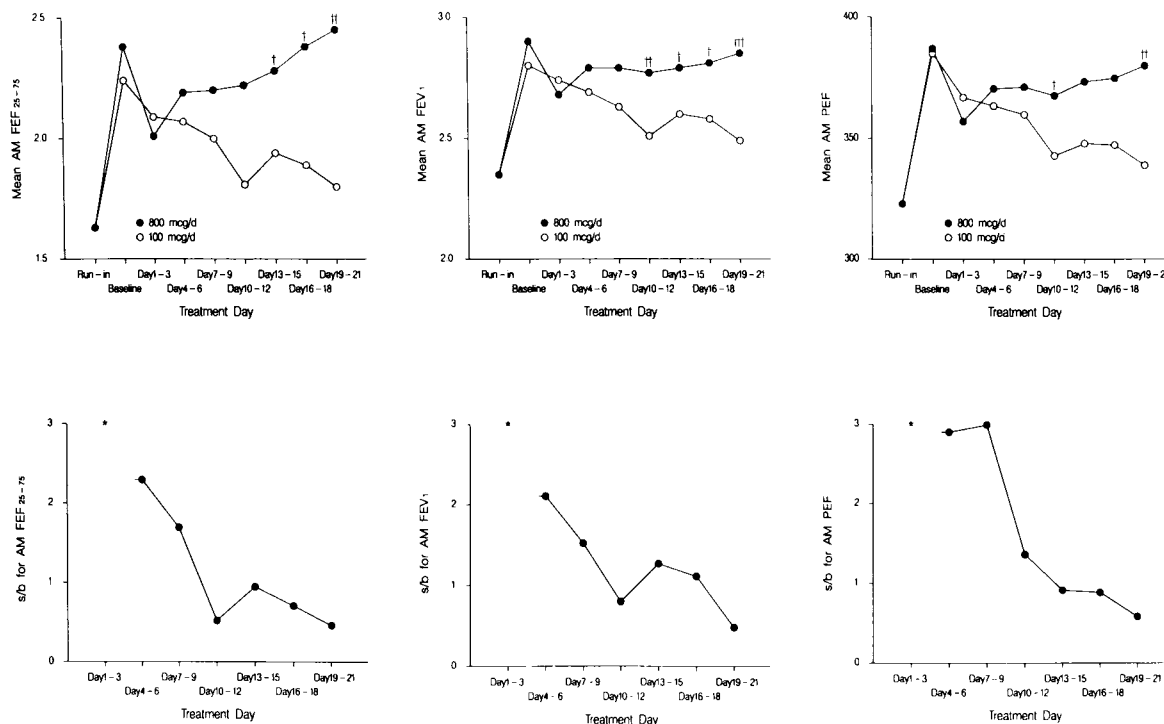 2.5
2.0
1.5
Mean AM FEF 25-75
† † ††
● 800 mcg/d
○ 100 mcg/d
Run-in Day1-3 Day7-9 Day13-15 Day19-21
Baseline Day4-6 Day10-12 Day16-18
Treatment Day
3.0
2.5
2.0
Mean AM FEV1
†† † † †††
● 800 mcg/d
○ 100 mcg/d
Run-in Day1-3 Day7-9 Day13-15 Day19-21
Baseline Day4-6 Day10-12 Day16-18
Treatment Day
400
350
300
Mean AM PEF
† ††
● 800 mcg/d
○ 100 mcg/d
Run-in Day1-3 Day7-9 Day13-15 Day19-2
Baseline Day4-6 Day10-12 Day16-18
Treatment Day
3
2
1
0
s/b for AM FEF 25-75
*
Day1-3 Day7-9 Day13-15 Day19-21
Day4-6 Day10-12 Day16-18
Treatment Day
3
2
1
0
s/b for AM FEV1
*
Day1-3 Day7-9 Day13-15 Day19-21
Day4-6 Day10-12 Day16-18
Treatment Day
3
2
1
0
s/b for AM PEF
*
Day1-3 Day7-9 Day13-15 Day19-21
Day4-6 Day10-12 Day16-18
Treatment Day